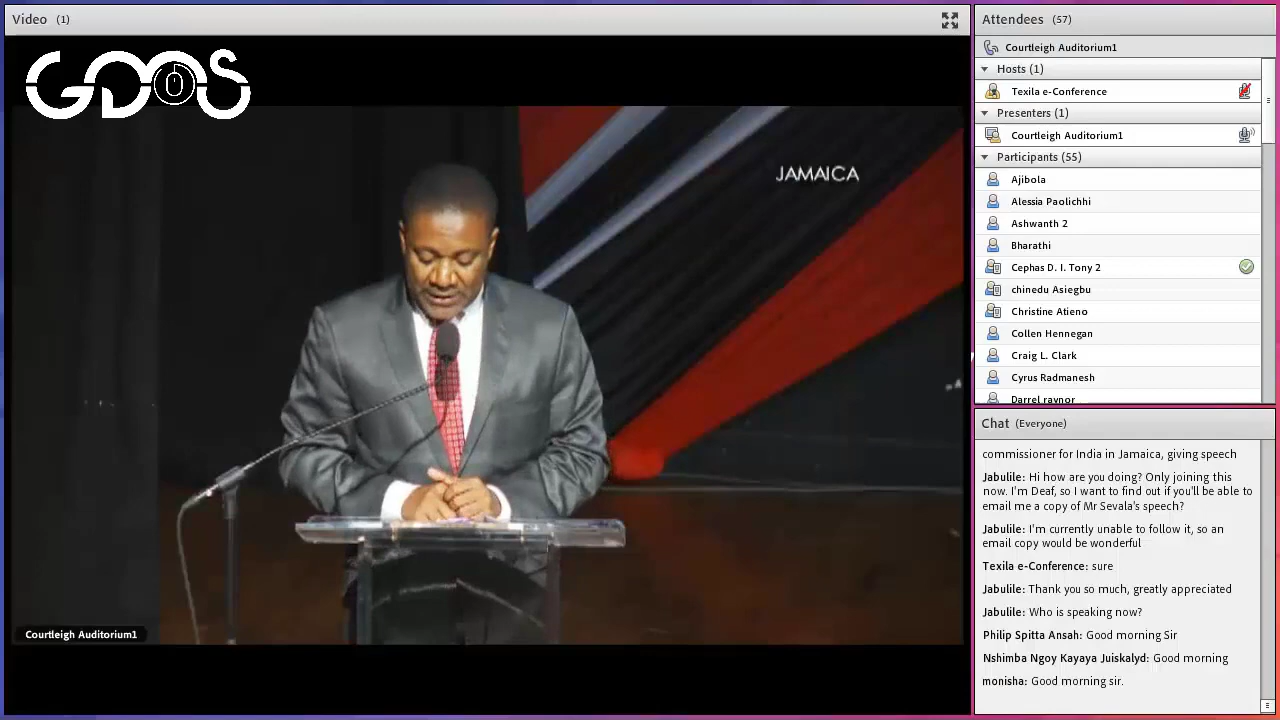 Video (1)
GDOS
JAMAICA
Courtleigh Auditorium1
Attendees (57)
Courtleigh Auditorium1
Hosts (1)
Texila e-Conference
Presenters (1)
Courtleigh Auditorium1
Participants (55)
Ajibola
Alessia Paolichhi
Ashwanth 2
Bharathi
Cephas D. I. Tony 2
chinedu Asiegbu
Christine Atieno
Collen Hennegan
Craig L. Clark
Cyrus Radmanesh
Darrel raynor
Chat (Everyone)
commissioner for India in Jamaica, giving speech
Jabulile: Hi how are you doing? Only joining this
now. I'm Deaf, so I want to find out if you'll be able to
email me a copy of Mr Sevala's speech?
Jabulile: I'm urrently unable to follow it, so an
email copy would be wonderful
Texila e-Conference: sure
Jabulile: Thank you so much, greatly appreciated
Jabulile: Who is speaking now?
Philip Spitta Ansah: Good morning Sir
Nshimba Ngoy Kayaya Juiskalyd: Good morning
monisha: Good morning sir.